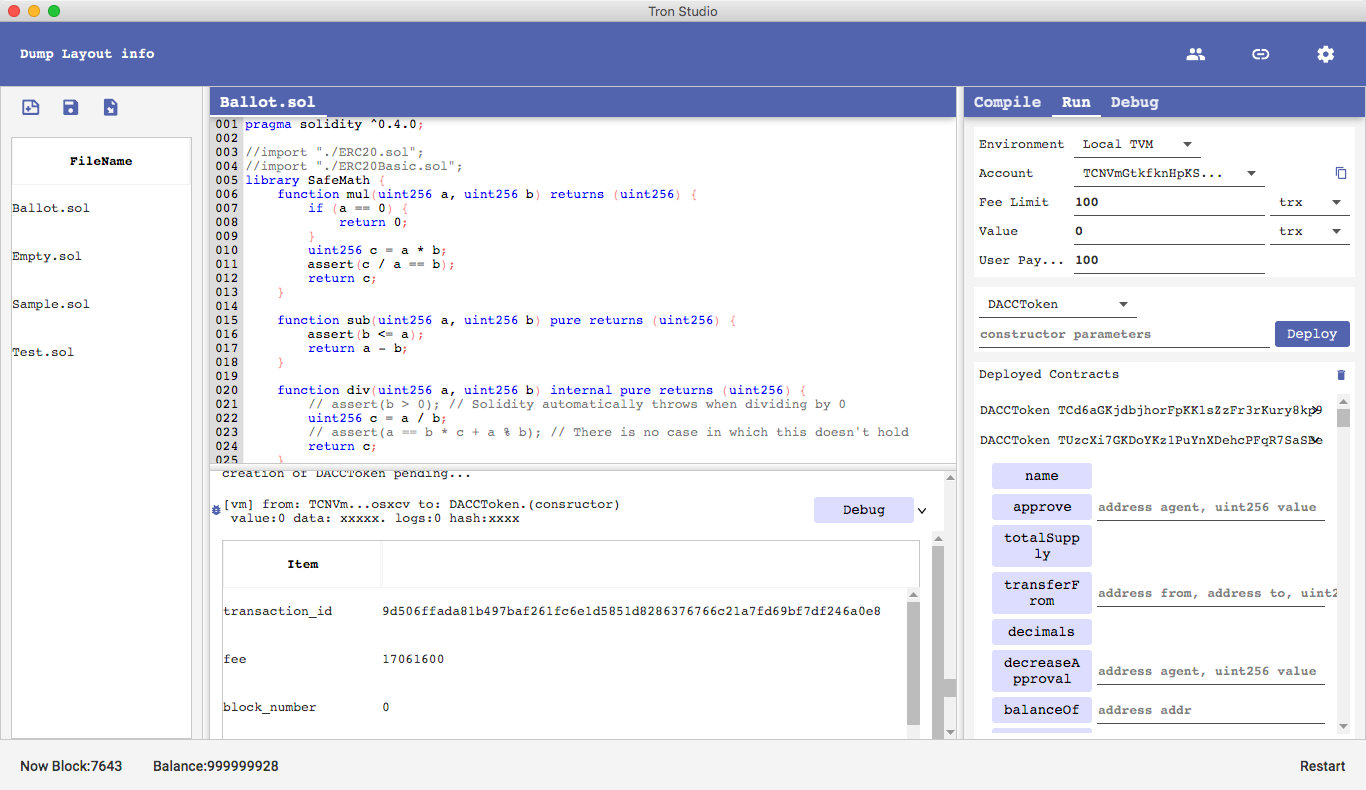 Tron Studio
Dump Layout info
FileName
Ballot.sol
Empty.sol
Sample.sol
Test.sol
Ballot.sol
001 pragma solidity ^0.4.0;
002
003 //import "./ERC20.sol";
004 //import "./ERC20Basic.sol";
005 library SafeMath {
006     function mul(uint256 a, uint256 b) returns (uint256) {
007         if (a == 0) {
008             return 0;
009         }
010         uint256 c = a * b;
011         assert(c / a == b);
012         return c;
013     }
014
015     function sub(uint256 a, uint256 b) pure returns (uint256) {
016         assert(b <= a);
017         return a - b;
018     }
019
020     function div(uint256 a, uint256 b) internal pure returns (uint256) {
021         // assert(b > 0); // Solidity automatically throws when dividing by 0
022         uint256 c = a / b;
023         // assert(a == b * c + a % b); // There is no case in which this doesn't hold
024         return c;
025     }
creation of DACCToken pending...
[vm] from: TCNVm...osxcv to: DACCToken.(consructor)
value:0 data: xxxxx. logs:0 hash:xxxx
Debug
Item
transaction_id 9d506ffada81b497baf261fc6e1d5851d8286376766c21a7fd69bf7df246a0e8
fee 17061600
block_number 0
Compile Run Debug
Environment Local TVM
Account TCNVmGtkfknHpKS...
Fee Limit 100 trx
Value 0 trx
User Pay... 100
DACCToken
constructor parameters Deploy
Deployed Contracts
DACCToken TCd6aGKjdbjhorFpKKlsZzFr3rKury8kp9
DACCToken TUzcXi7GKDoYKzlPuYnXDehcPFqR7SaS
name
approve address agent, uint256 value
totalSupp
ly
transferF
rom address from, address to, uint2
decimals
decreaseA
pproval address agent, uint256 value
balanceOf address addr
Now Block:7643 Balance:999999928 Restart